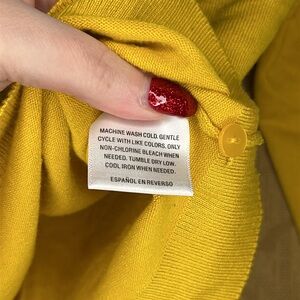 MACHINE WASH COLD. GENTLE
CYCLE WITH LIKE COLORS. ONLY
NON-CHLORINE BLEACH WHEN
NEEDED. TUMBLE DRY LOW.
COOL IRON WHEN NEEDED.
ESPAÑOL EN REVERSO